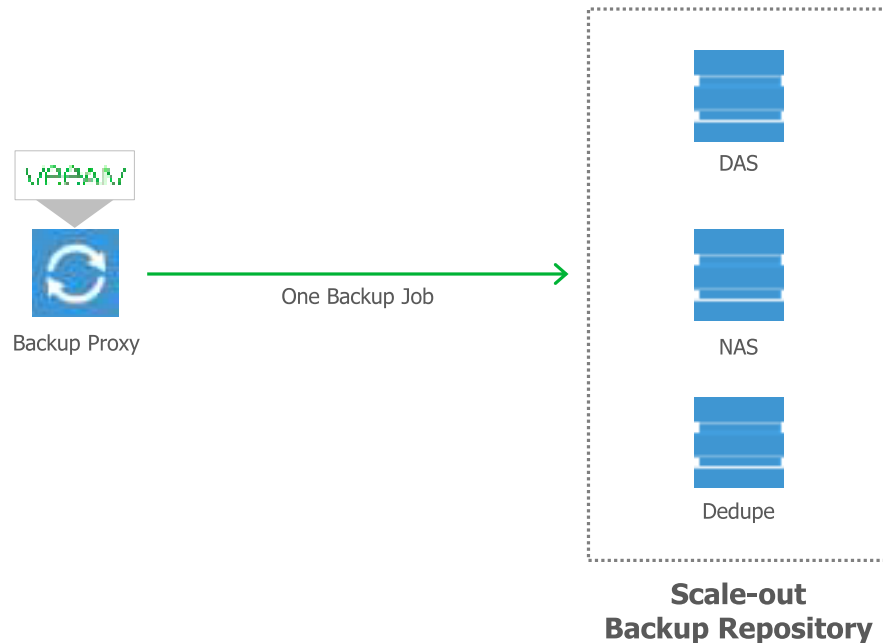 veeam
Backup Proxy
One Backup Job
DAS
NAS
Dedupe
Scale-out
Backup Repository